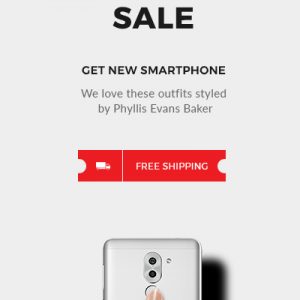 SALE
GET NEW SMARTPHONE
We love these outfits styled
by Phyllis Evans Baker
FREE SHIPPING